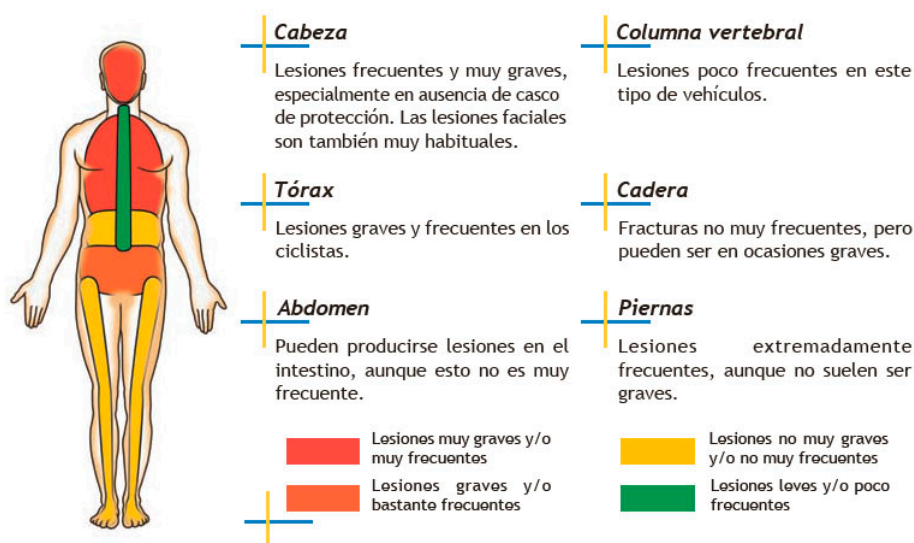 Cabeza
Lesiones frecuentes y muy graves,
especialmente en ausencia de casco
de protección. Las lesiones faciales
son también muy habituales.
Columna vertebral
Lesiones poco frecuentes en este
tipo de vehículos.
Tórax
Lesiones graves y frecuentes en los
ciclistas.
Cadera
Fracturas no muy frecuentes, pero
pueden ser en ocasiones graves.
Abdomen
Pueden producirse lesiones en el
intestino, aunque esto no es muy
frecuente.
Piernas
Lesiones extremadamente
frecuentes, aunque no suelen ser
graves.
Lesiones muy graves y/o
muy frecuentes
Lesiones graves y/o
bastante frecuentes
Lesiones no muy graves
y/o no muy frecuentes
Lesiones leves y/o poco
frecuentes